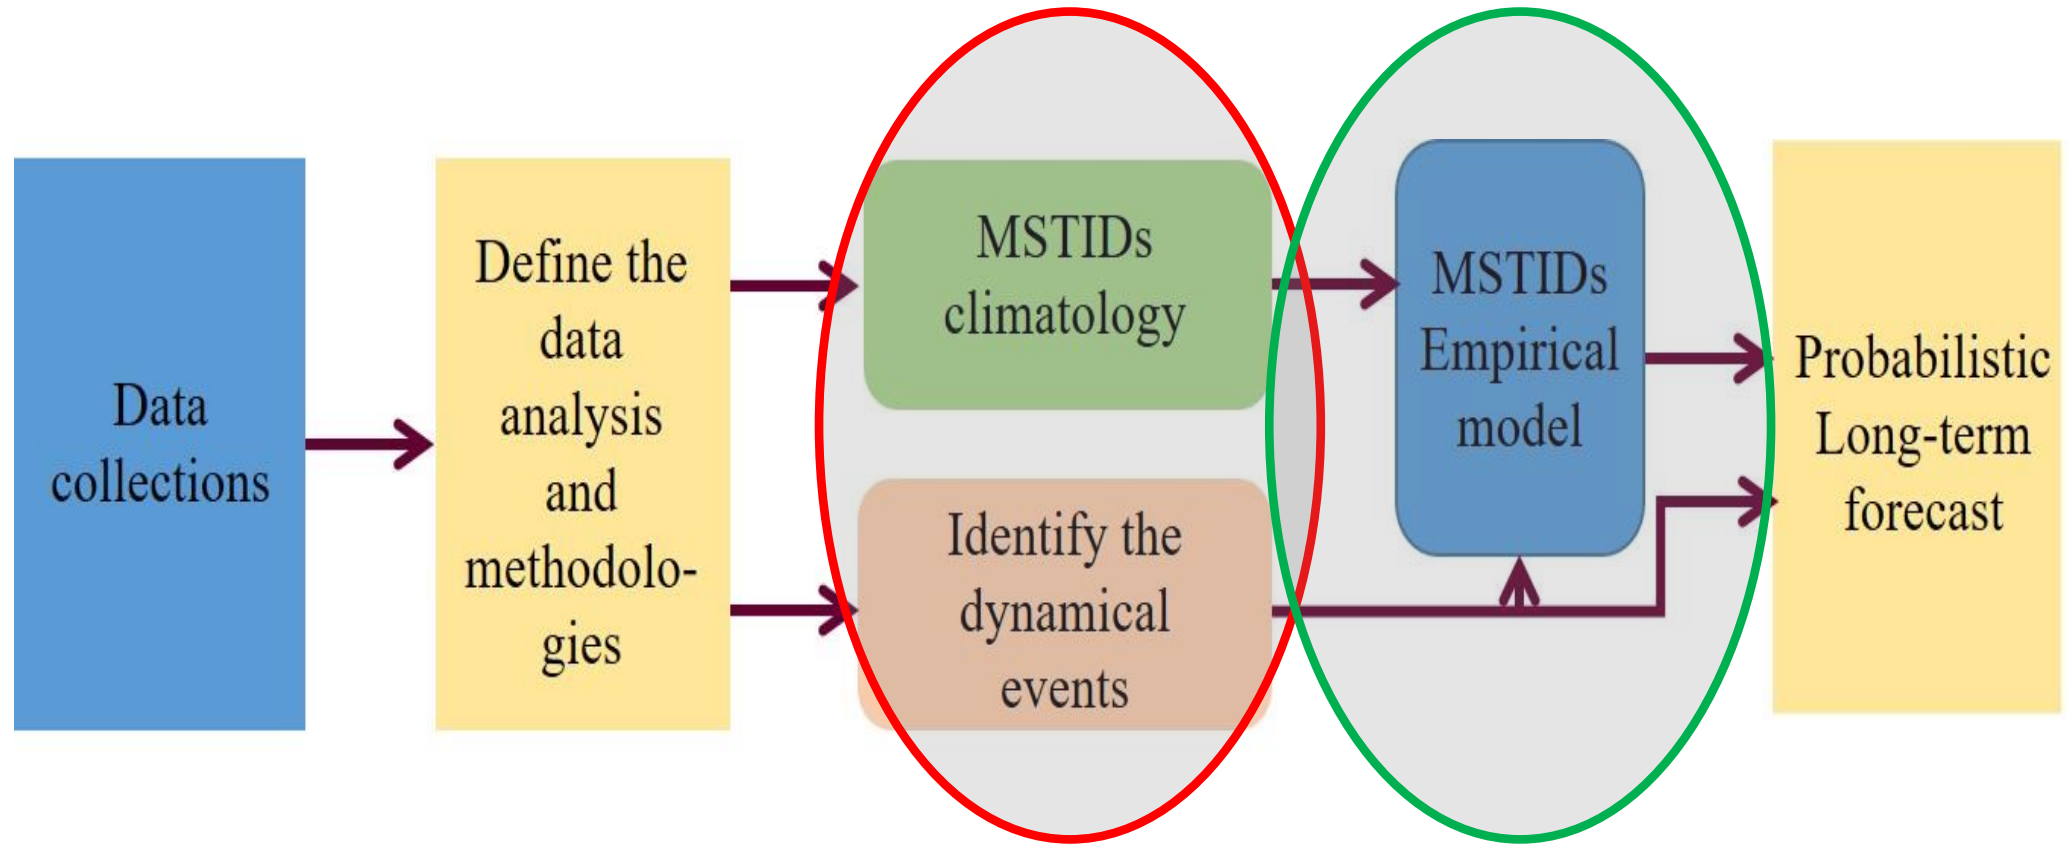 Data
collections
Define the
data
analysis
and
methodolo-
gies
MSTIDs
climatology
Identify the
dynamical
events
MSTIDs
Empirical
model
Probabilistic
Long-term
forecast